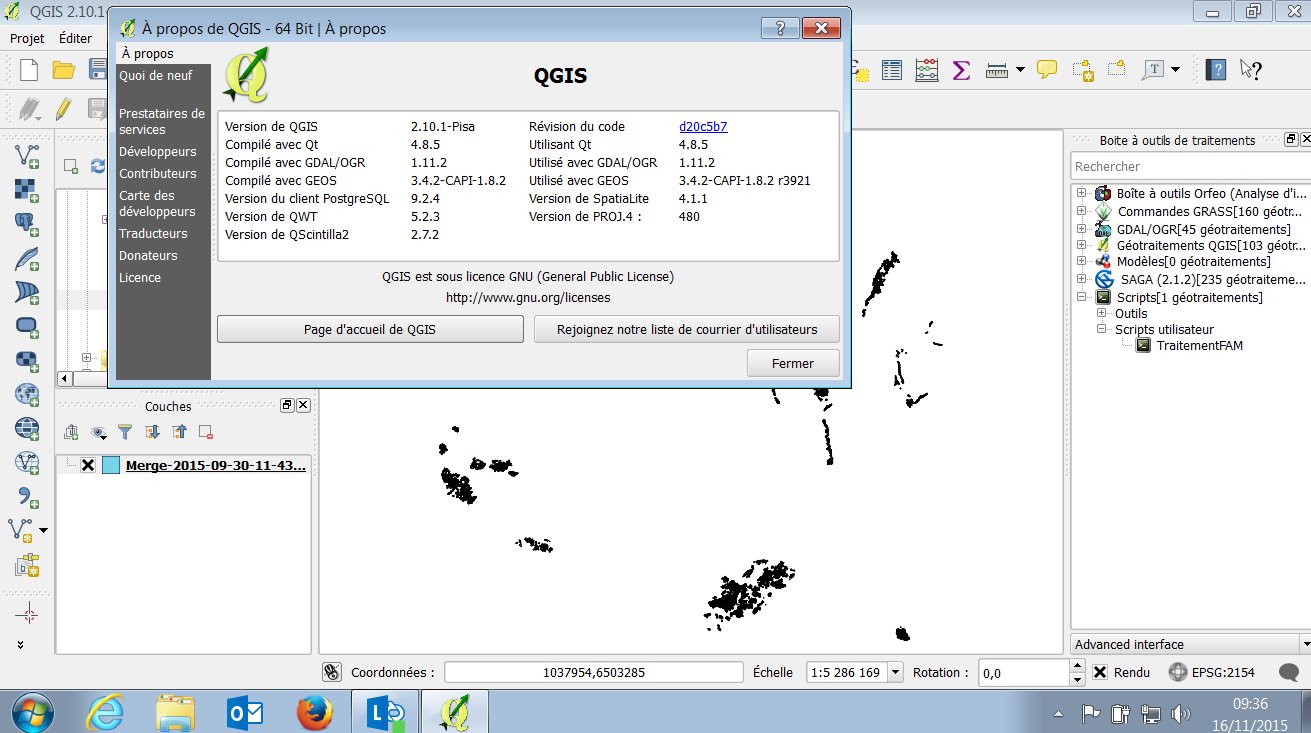 QGIS 2.10.1-
À propos de QGIS - 64 Bit | À propos
Projet Éditer
À propos
Quoi de neuf
Prestataires de
services
Développeurs
Contributeurs
Carte des
développeurs
Traducteurs
Donateurs
Licence
QGIS
Version de QGIS 2.10.1-Pisa Révision du code d20c5b7
Compilé avec Qt 4.8.5 Utilisant Qt 4.8.5
Compilé avec GDAL/OGR 1.11.2 Utilisé avec GDAL/OGR 1.11.2
Compilé avec GEOS 3.4.2-CAPI-1.8.2 Utilisé avec GEOS 3.4.2-CAPI-1.8.2 r3921
Version du client PostgreSQL 9.2.4 Version de SpatiaLite 4.1.1
Version de QWT 5.2.3 Version de PROJ.4 : 480
Version de QScintilla2 2.7.2
QGIS est sous licence GNU (General Public License)
http://www.gnu.org/licenses
Page d'accueil de QGIS Rejoignez notre liste de courrier d'utilisateurs
Fermer
Boite à outils de traitements
Rechercher
Boîte à outils Orfeo (Analyse d'i...
Commandes GRASS[160 géotr...
GDAL/OGR[45 géotraitements]
Géotraitements QGIS[103 géotr...
Modèles[0 géotraitements]
SAGA (2.1.2)[235 géotraiteme...
Scripts[1 géotraitements]
Outils
Scripts utilisateur
TraitementFAM
Advanced interface
Couches
Merge-2015-09-30-11-43...
Coordonnées : 1037954,6503285 Échelle 1:5 286 169 Rotation : 0,0 Rendu EPSG:2154
09:36
16/11/2015